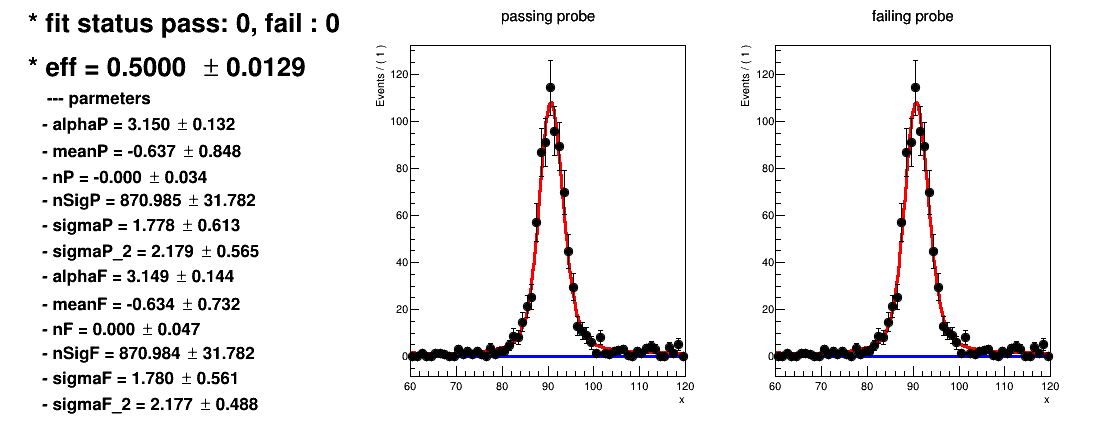 * fit status pass: 0, fail : 0
* eff = 0.5000 ± 0.0129
--- parmeters
- alphaP = 3.150 ± 0.132
- meanP = -0.637 ± 0.848
- nP = -0.000 ± 0.034
- nSigP = 870.985 ± 31.782
- sigmaP = 1.778 ± 0.613
- sigmaP_2 = 2.179 ± 0.565
- alphaF = 3.149 ± 0.144
- meanF = -0.634 ± 0.732
- nF = 0.000 ± 0.047
- nSigF = 870.984 ± 31.782
- sigmaF = 1.780 ± 0.561
- sigmaF_2 = 2.177 ± 0.488
passing probe
Events / ( 1 )
120
100
80
60
40
20
0
60 70 80 90 100 110 120
x
failing probe
Events / ( 1 )
120
100
80
60
40
20
0
60 70 80 90 100 110 120
x